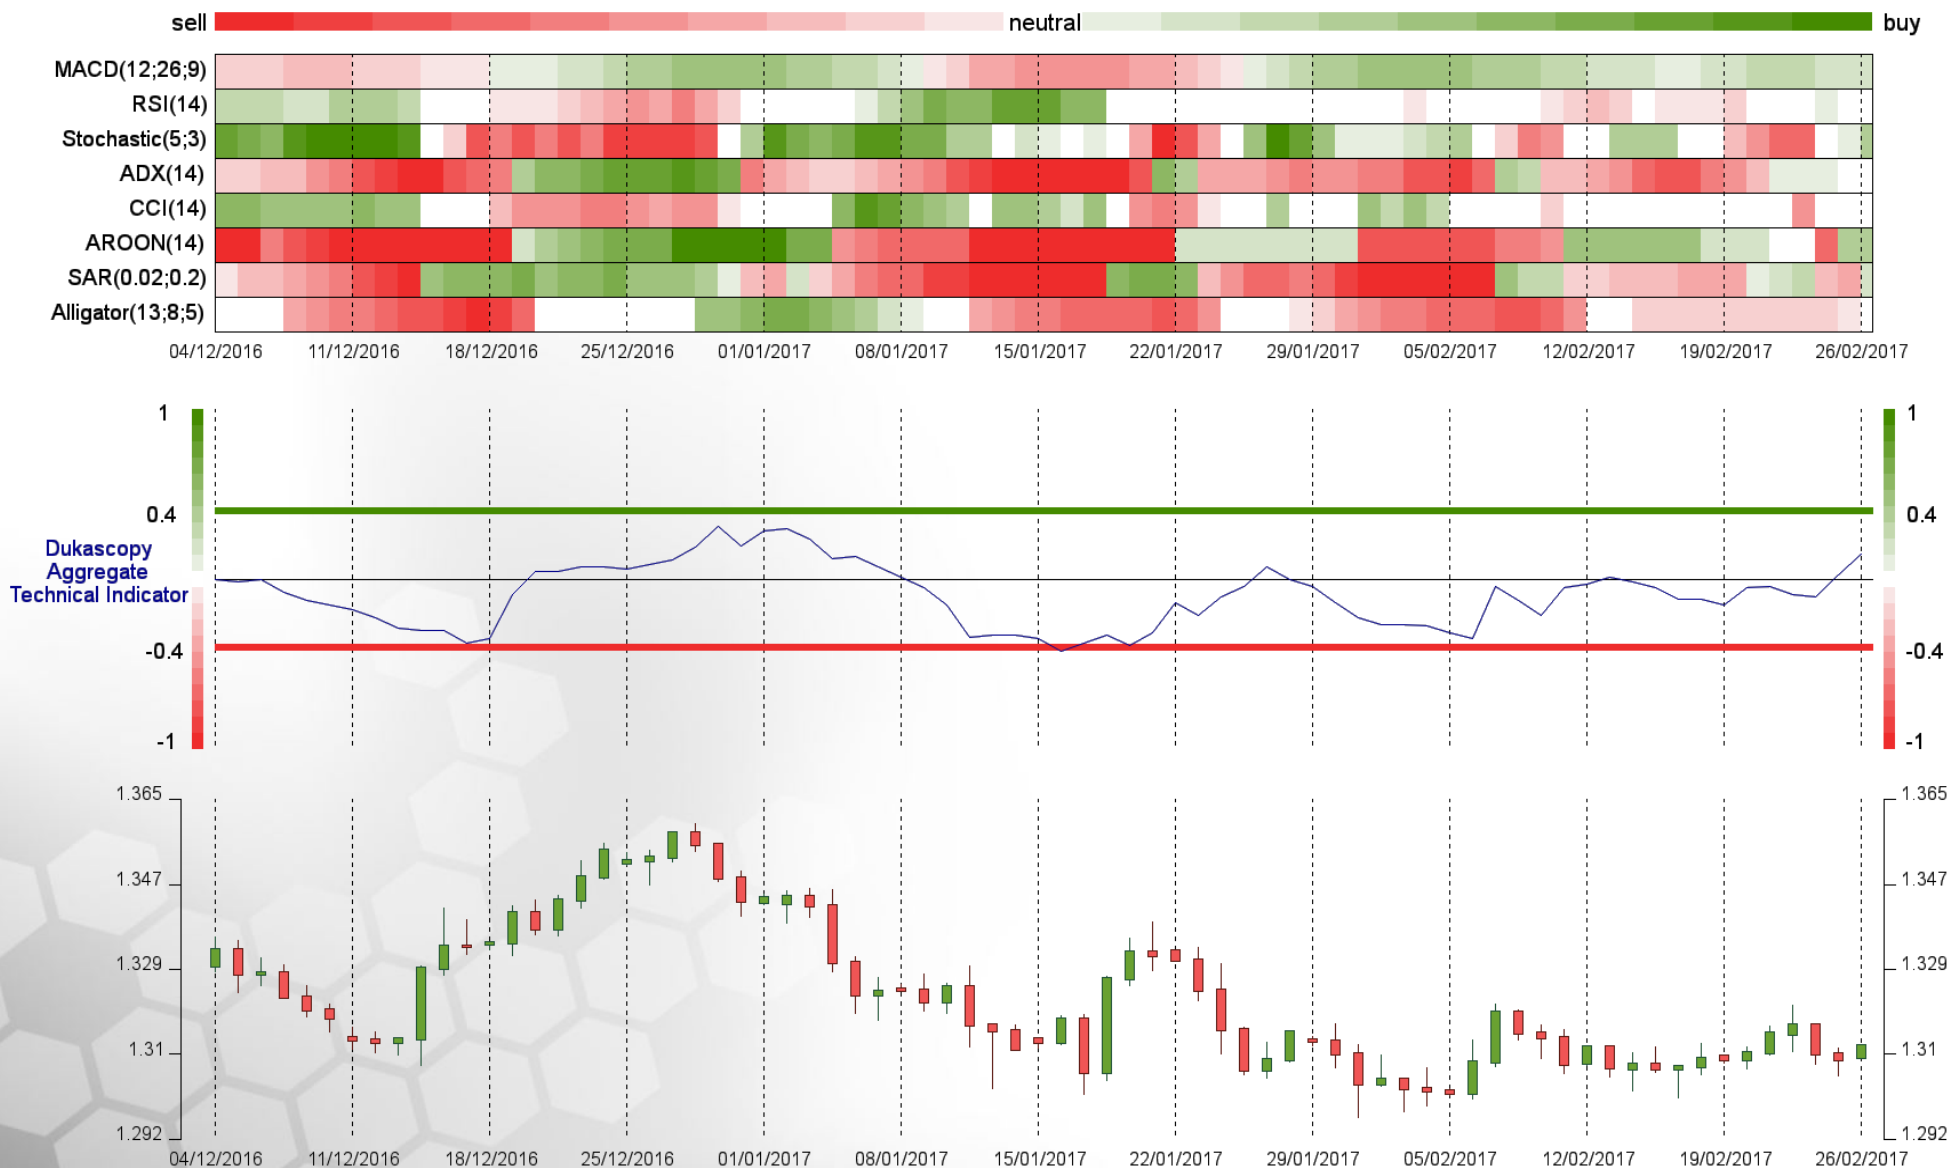 sell neutral buy
MACD(12;26;9)
RSI(14)
Stochastic(5;3)
ADX(14)
CCI(14)
AROON(14)
SAR(0.02;0.2)
Alligator(13;8;5)
04/12/2016 11/12/2016 18/12/2016 25/12/2016 01/01/2017 08/01/2017 15/01/2017 22/01/2017 29/01/2017 05/02/2017 12/02/2017 19/02/2017 26/02/2017
1 1
0.4 0.4
Dukascopy
Aggregate
Technical Indicator
-0.4 -0.4
-1 -1
1.365 1.365
1.347 1.347
1.329 1.329
1.31 1.31
1.292 1.292
04/12/2016 11/12/2016 18/12/2016 25/12/2016 01/01/2017 08/01/2017 15/01/2017 22/01/2017 29/01/2017 05/02/2017 12/02/2017 19/02/2017 26/02/2017